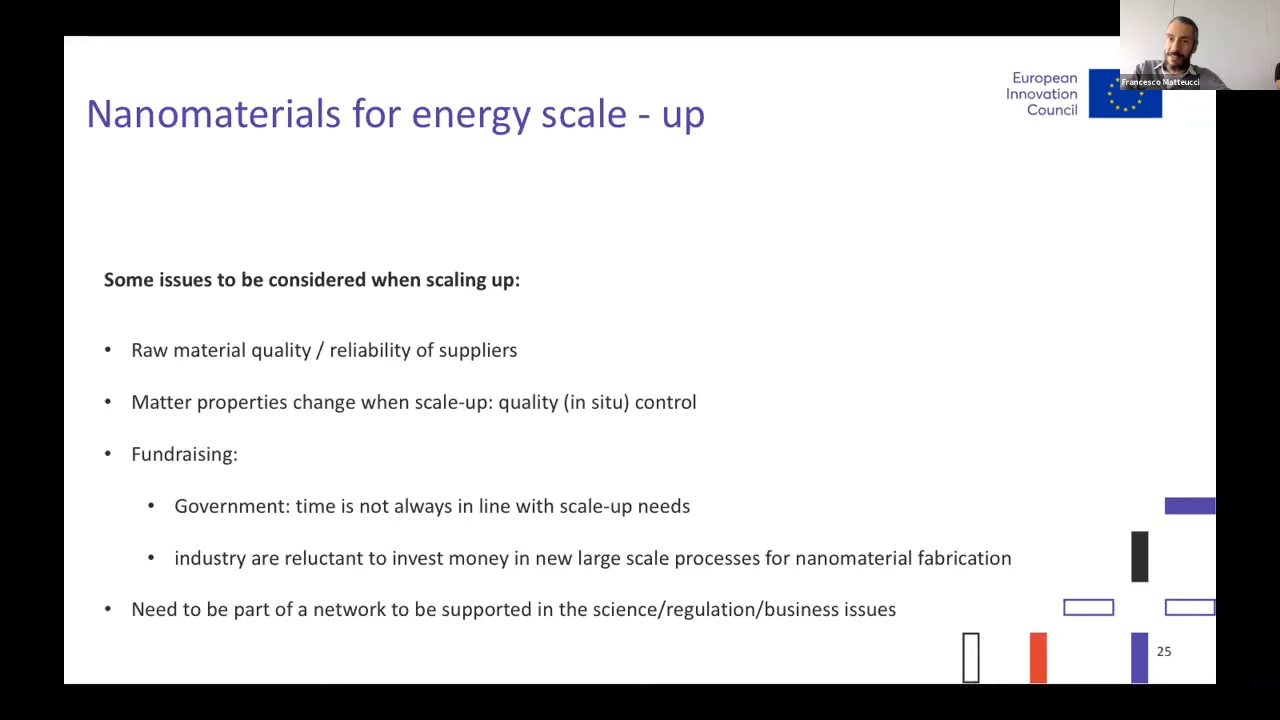 Francesco Matteucci
European
Innovation
Council
Nanomaterials for energy scale - up
Some issues to be considered when scaling up:
• Raw material quality / reliability of suppliers
• Matter properties change when scale-up: quality (in situ) control
• Fundraising:
• Government: time is not always in line with scale-up needs
• industry are reluctant to invest money in new large scale processes for nanomaterial fabrication
• Need to be part of a network to be supported in the science/regulation/business issues
25